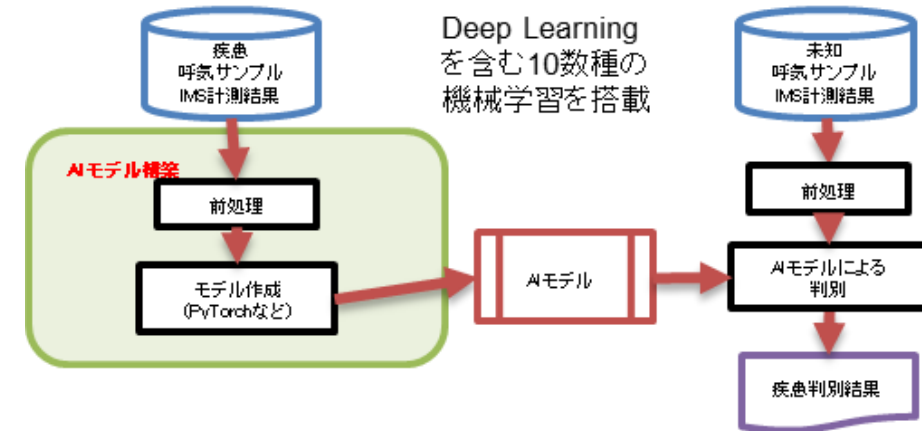 疾患
呼気サンプル
IMS計測結果
Deep Learning
を含む10数種の
機械学習を搭載
未知
呼気サンプル
IMS計測結果
AIモデル構築
前処理
前処理
モデル作成
(PyTorchなど)
AIモデル
AIモデルによる
判別
疾患判別結果